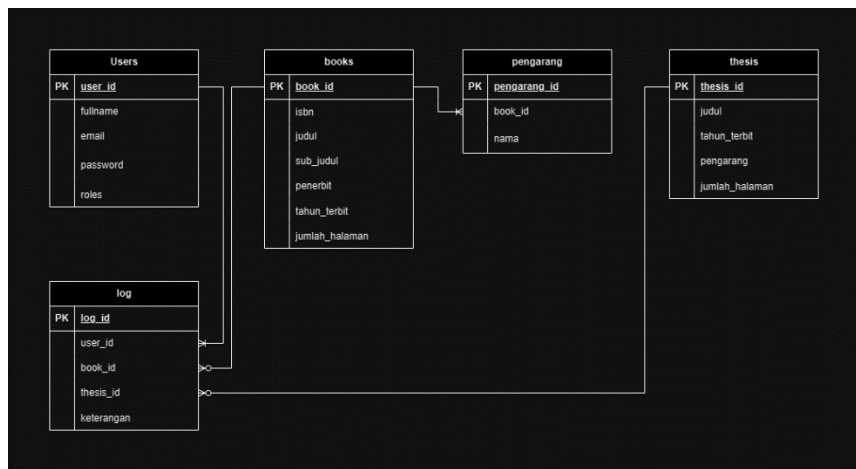 Users
PK user_id
fullname
email
password
roles
books
PK book_id
isbn
judul
sub_judul
penerbit
tahun_terbit
jumlah_halaman
pengarang
PK pengarang_id
book_id
nama
thesis
PK thesis_id
judul
tahun_terbit
pengarang
jumlah_halaman
log
PK log_id
user_id
book_id
thesis_id
keterangan